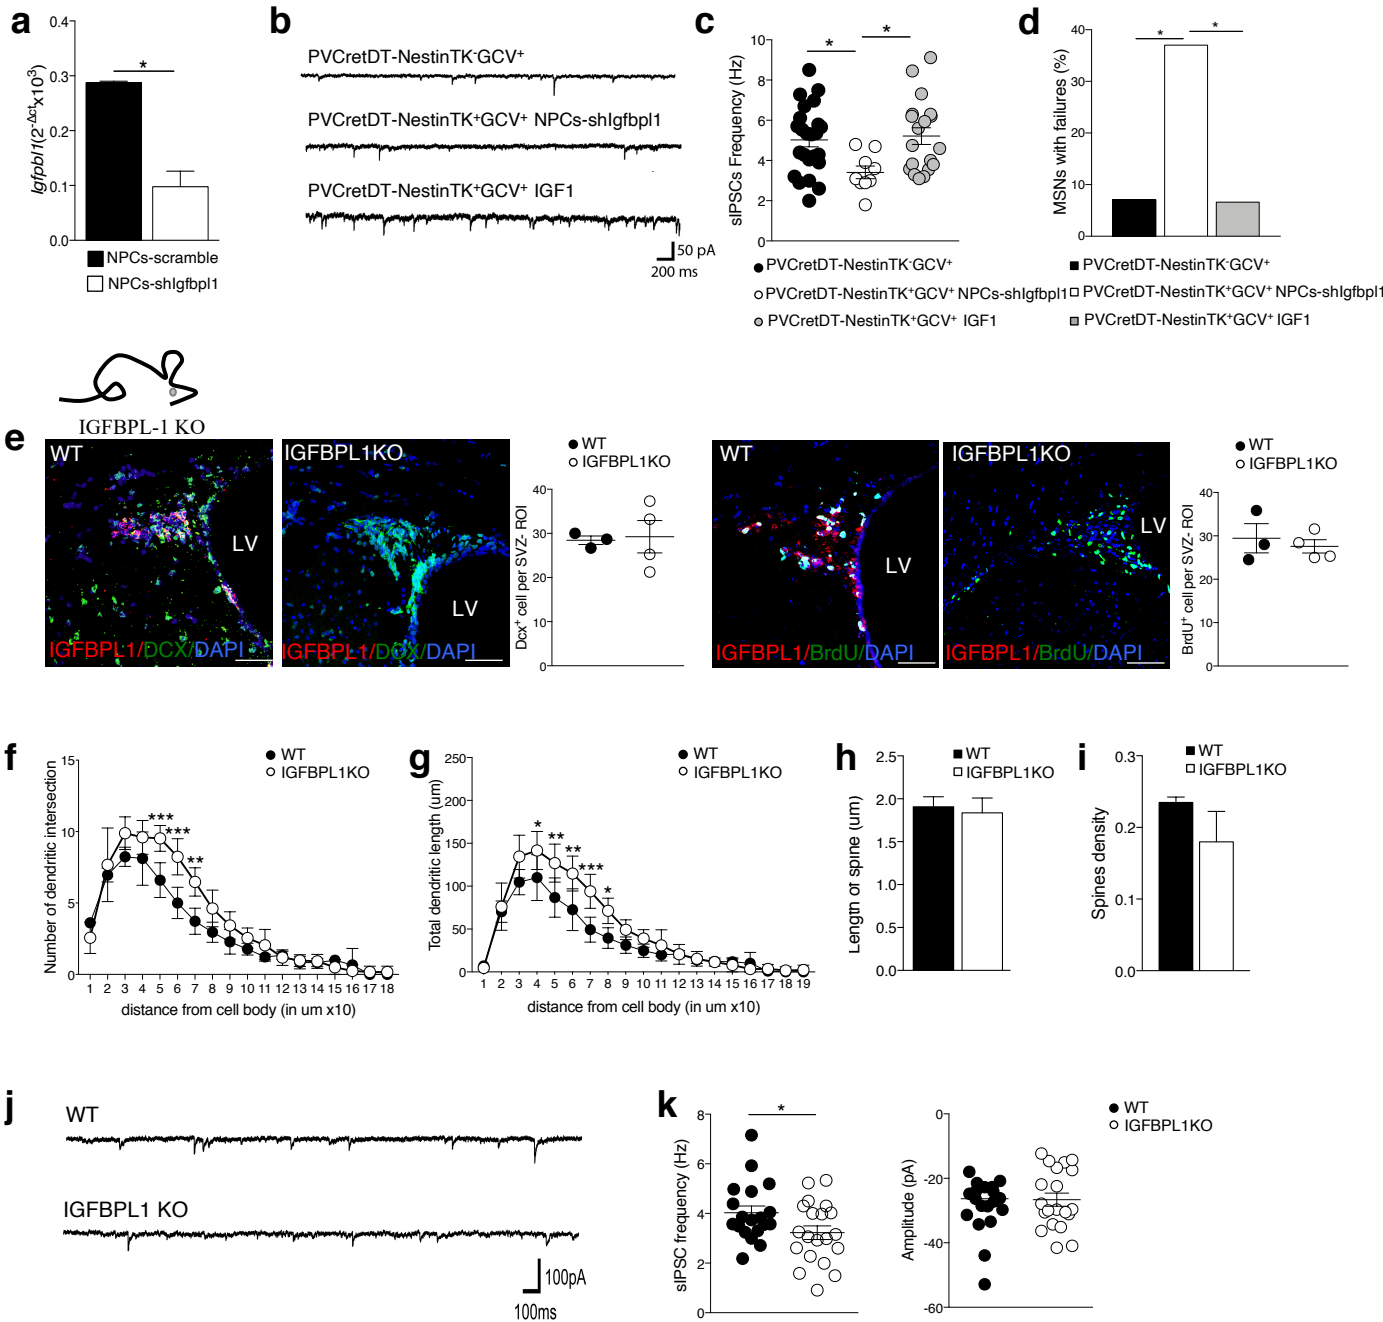 a
0.4
0.3
0.2
0.1
0.0
Igfpbl1(2^-Δct x10³)
*
NPCs-scramble
NPCs-shIgfbpl1
b
PVCretDT-NestinTK⁻GCV⁺
PVCretDT-NestinTK⁺GCV⁺ NPCs-shIgfbpl1
PVCretDT-NestinTK⁺GCV⁺ IGF1
50 pA
200 ms
c
sIPSCs Frequency (Hz)
10
8
6
4
2
0
* *
PVCretDT-NestinTK⁻GCV⁺
PVCretDT-NestinTK⁺GCV⁺ NPCs-shIgfbpl1
PVCretDT-NestinTK⁺GCV⁺ IGF1
d
MSNs with failures (%)
40
30
20
10
0
* *
PVCretDT-NestinTK⁻GCV⁺
PVCretDT-NestinTK⁺GCV⁺ NPCs-shIgfbpl1
PVCretDT-NestinTK⁺GCV⁺ IGF1
IGFBPL-1 KO
e
WT
LV
IGFBPL1/DCX/DAPI
IGFBPL1KO
LV
IGFBPL1/DCX/DAPI
WT
IGFBPL1KO
Dcx⁺ cell per SVZ- ROI
40
30
20
10
0
WT
LV
IGFBPL1/BrdU/DAPI
IGFBPL1KO
LV
IGFBPL1/BrdU/DAPI
WT
IGFBPL1KO
BrdU⁺ cell per SVZ- ROI
40
30
20
10
0
f
WT
IGFBPL1KO
Number of dendritic intersection
15
10
5
0
*** *** **
1 2 3 4 5 6 7 8 9 10 11 12 13 14 15 16 17 18
distance from cell body (in um x10)
g
WT
IGFBPL1KO
Total dendritic length (um)
250
200
150
100
50
0
* ** ** *** *
1 2 3 4 5 6 7 8 9 10 11 12 13 14 15 16 17 18 19
distance from cell body (in um x10)
h
WT
IGFBPL1KO
Length of spine (um)
2.5
2.0
1.5
1.0
0.5
0.0
i
WT
IGFBPL1KO
Spines density
0.3
0.2
0.1
0.0
j
WT
IGFBPL1 KO
100pA
100ms
k
sIPSC frequency (Hz)
8
6
4
2
0
*
Amplitude (pA)
0
-20
-40
-60
WT
IGFBPL1KO